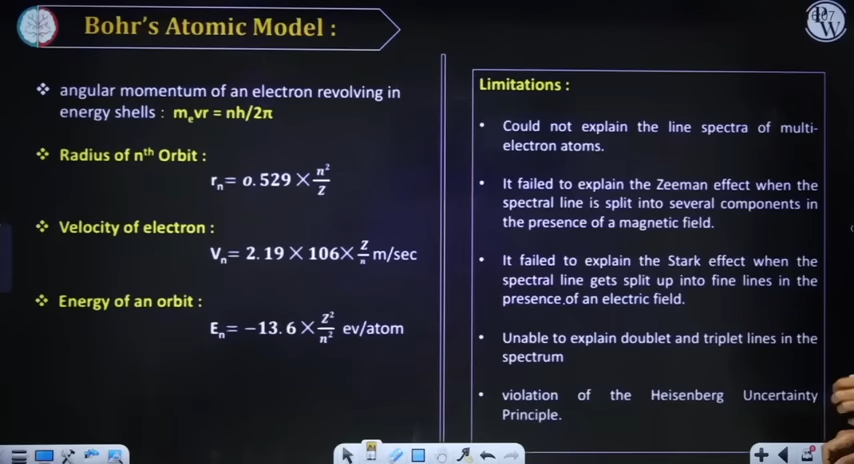 Bohr's Atomic Model :
6:07
PW
❖ angular momentum of an electron revolving in
energy shells : mₑvr = nh/2π
❖ Radius of nᵗʰ Orbit :
rₙ= 0.529 × n²/Z
❖ Velocity of electron :
Vₙ= 2.19 × 106× Z/n m/sec
❖ Energy of an orbit :
Eₙ= −13.6 × Z²/n² ev/atom
Limitations :
• Could not explain the line spectra of multi-
electron atoms.
• It failed to explain the Zeeman effect when the
spectral line is split into several components in
the presence of a magnetic field.
• It failed to explain the Stark effect when the
spectral line gets split up into fine lines in the
presence of an electric field.
• Unable to explain doublet and triplet lines in the
spectrum
• violation of the Heisenberg Uncertainty
Principle.